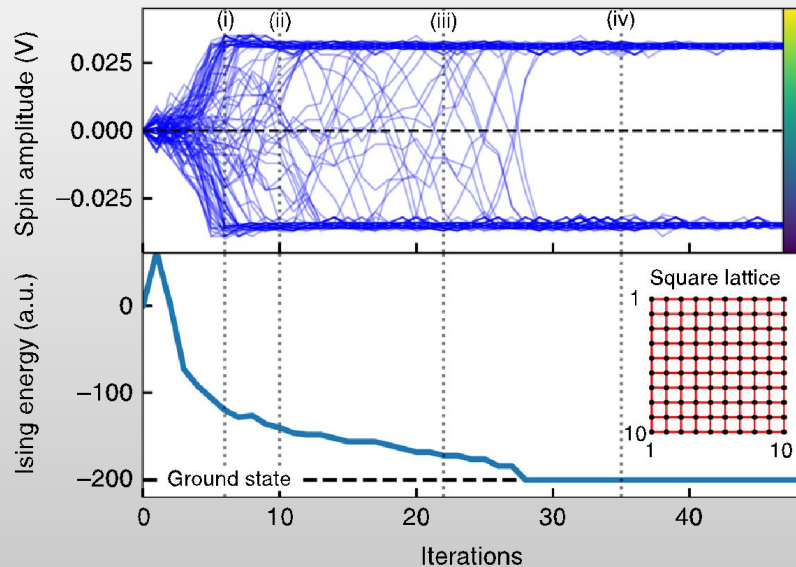 (i) (ii) (iii) (iv)
Spin amplitude (V)
0.025
0.000
−0.025
Ising energy (a.u.)
0
−100
−200
Ground state
Square lattice
1
10
1 10
0 10 20 30 40
Iterations